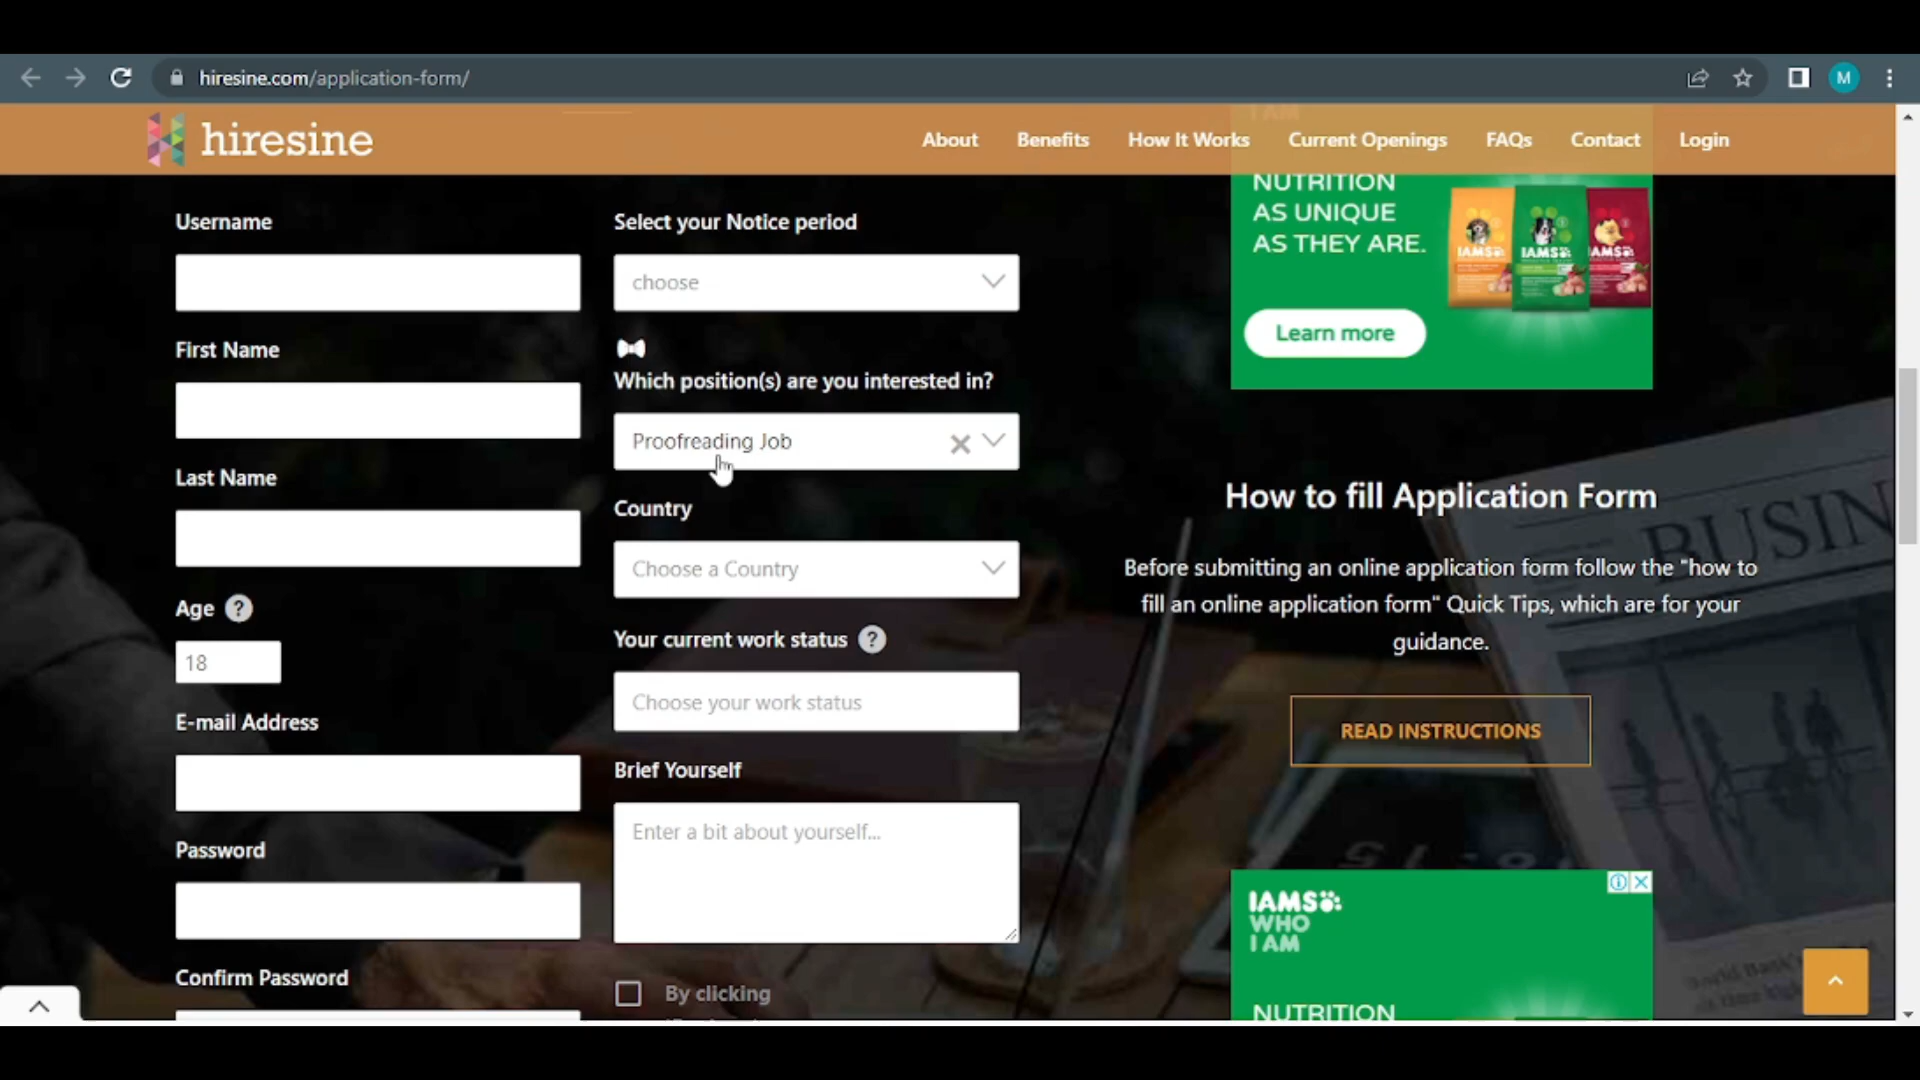 hiresine.com/application-form/
M
hiresine
About
Benefits
How It Works
Current Openings
FAQs
Contact
Login
Username
First Name
Last Name
Age ?
18
E-mail Address
Password
Confirm Password
Select your Notice period
choose
Which position(s) are you interested in?
Proofreading Job
Country
Choose a Country
Your current work status ?
Choose your work status
Brief Yourself
Enter a bit about yourself...
By clicking
I AM
NUTRITION
AS UNIQUE
AS THEY ARE.
IAMS
IAMS
IAMS
Learn more
How to fill Application Form
Before submitting an online application form follow the "how to
fill an online application form" Quick Tips, which are for your
guidance.
READ INSTRUCTIONS
BUSIN
IAMS
WHO
I AM
NUTRITION